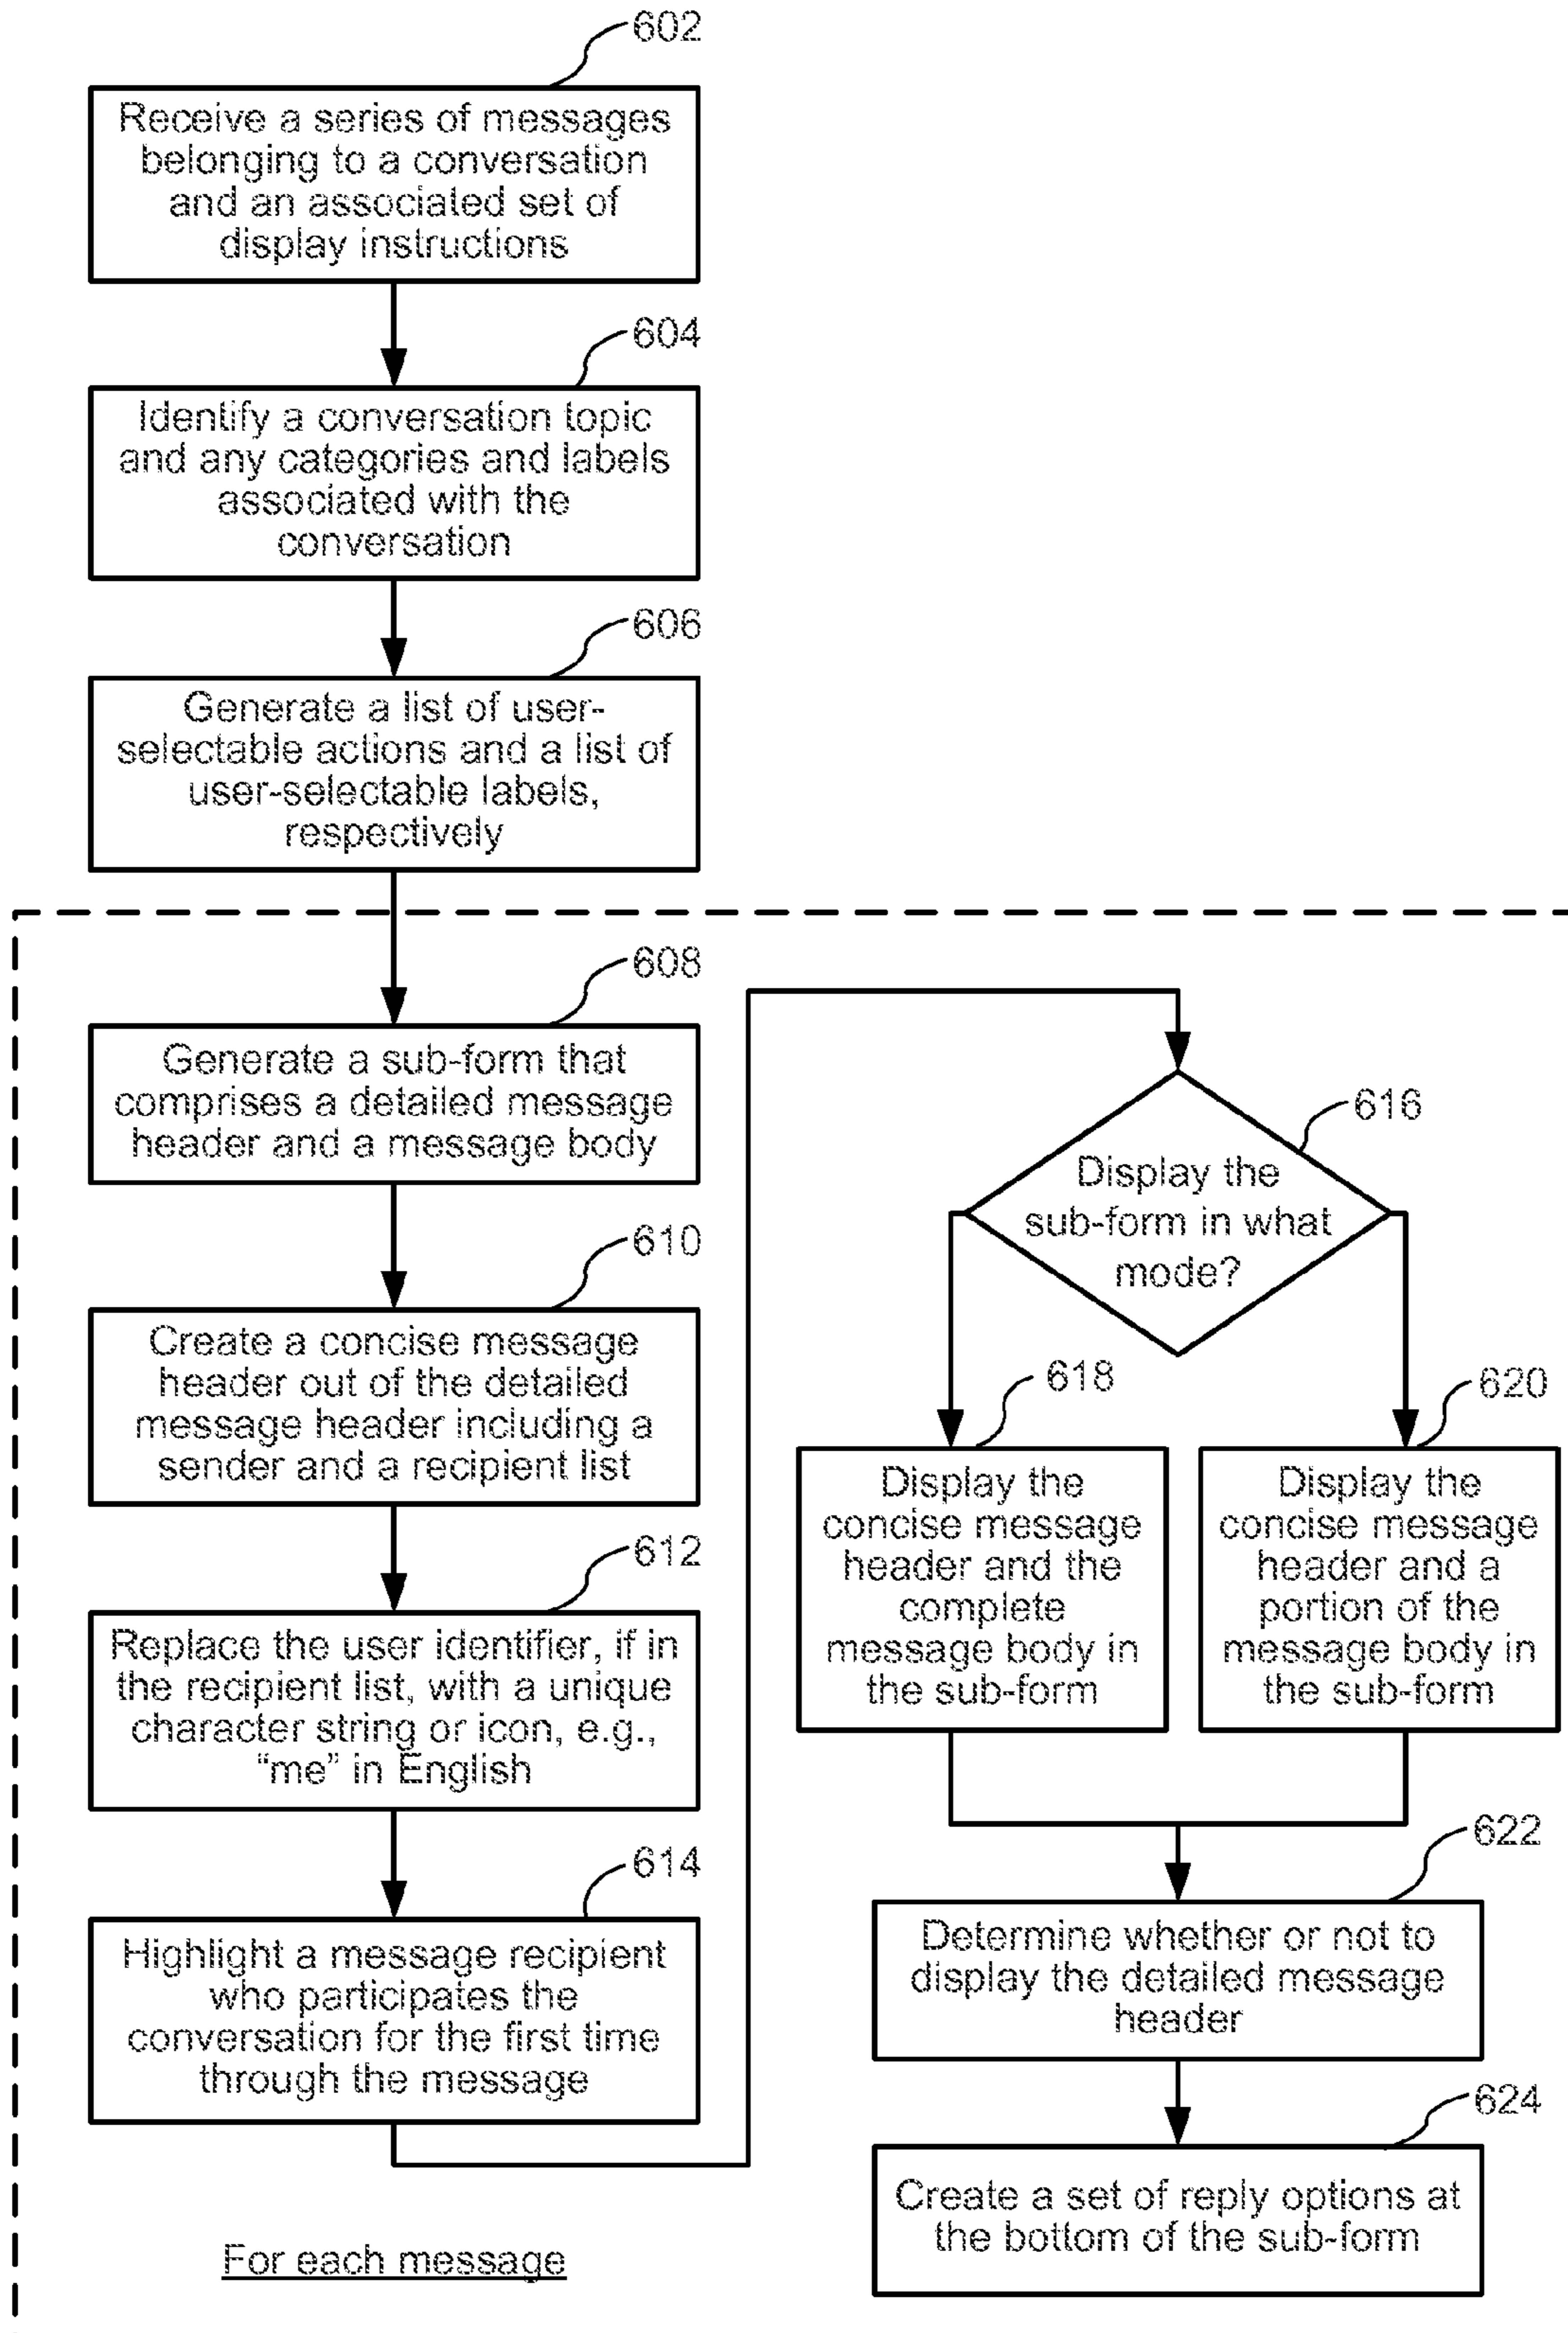 602
Receive a series of messages
belonging to a conversation
and an associated set of
display instructions
604
Identify a conversation topic
and any categories and labels
associated with the
conversation
606
Generate a list of user-
selectable actions and a list of
user-selectable labels,
respectively
608
Generate a sub-form that
comprises a detailed message
header and a message body
610
Create a concise message
header out of the detailed
message header including a
sender and a recipient list
612
Replace the user identifier, if in
the recipient list, with a unique
character string or icon, e.g.,
“me” in English
614
Highlight a message recipient
who participates the
conversation for the first time
through the message
For each message
616
Display the
sub-form in what
mode?
618
Display the
concise message
header and the
complete
message body in
the sub-form
620
Display the
concise message
header and a
portion of the
message body in
the sub-form
622
Determine whether or not to
display the detailed message
header
624
Create a set of reply options at
the bottom of the sub-form